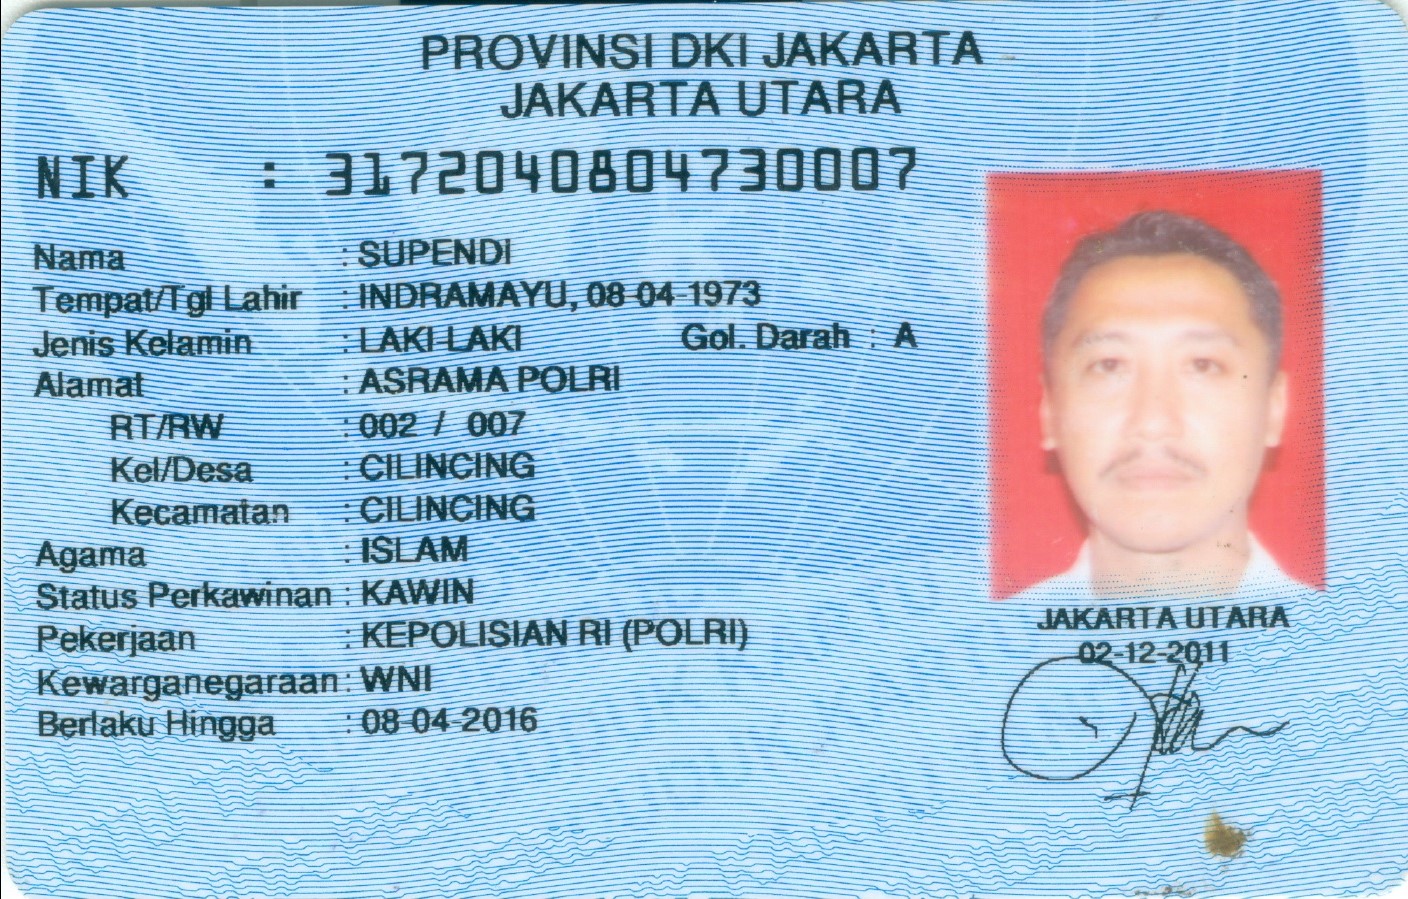 PROVINSI DKI JAKARTA
JAKARTA UTARA
NIK : 3172040804730007
Nama : SUPENDI
Tempat/Tgl Lahir : INDRAMAYU, 08-04-1973
Jenis Kelamin : LAKI-LAKI Gol. Darah : A
Alamat : ASRAMA POLRI
RT/RW : 002 / 007
Kel/Desa : CILINCING
Kecamatan : CILINCING
Agama : ISLAM
Status Perkawinan : KAWIN
Pekerjaan : KEPOLISIAN RI (POLRI)
Kewarganegaraan : WNI
Berlaku Hingga : 08-04-2016
JAKARTA UTARA
02-12-2011